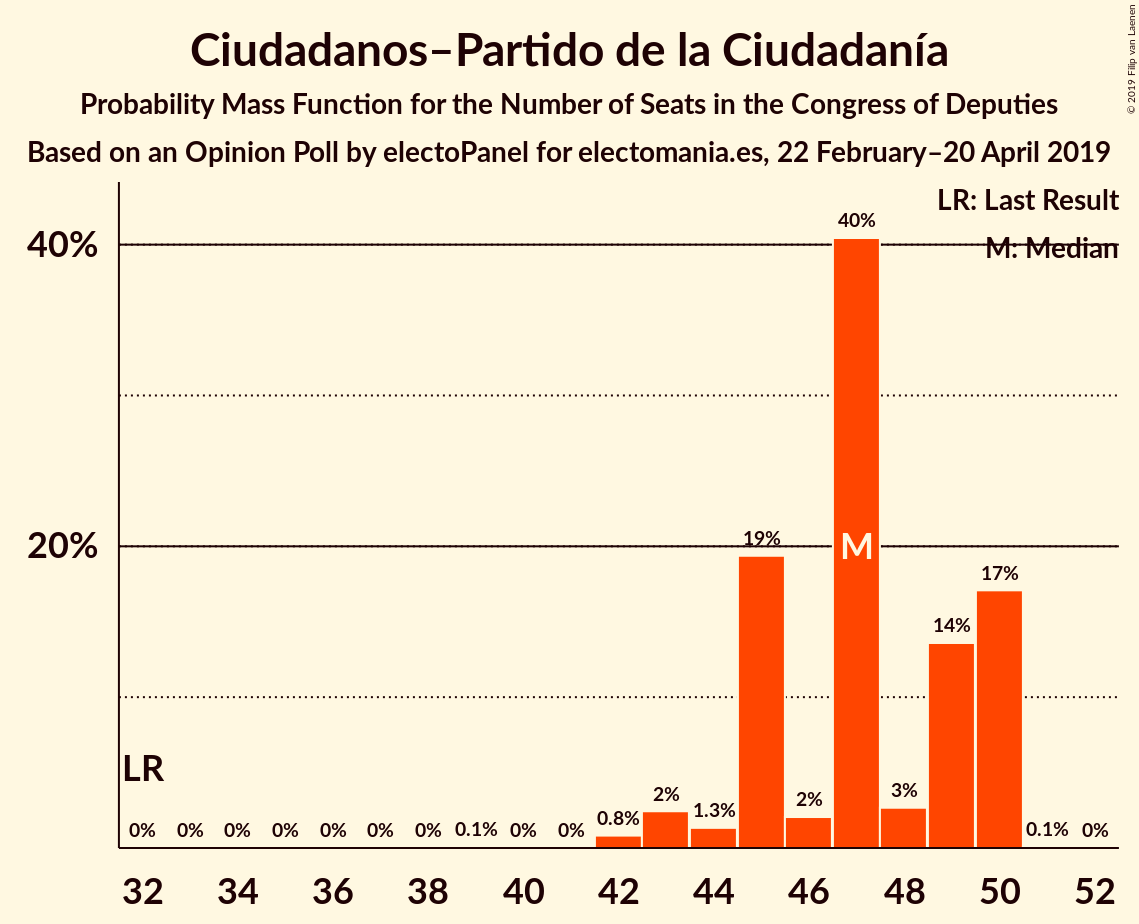 Ciudadanos–Partido de la Ciudadanía
Probability Mass Function for the Number of Seats in the Congress of Deputies
Based on an Opinion Poll by electoPanel for electomania.es, 22 February–20 April 2019
© 2019 Filip van Laenen
LR: Last Result
M: Median
40%
20%
40%
19%
M
17%
14%
LR
0% 0% 0% 0% 0% 0% 0% 0.1% 0% 0% 0.8% 2% 1.3% 2% 3% 0.1% 0%
32 34 36 38 40 42 44 46 48 50 52